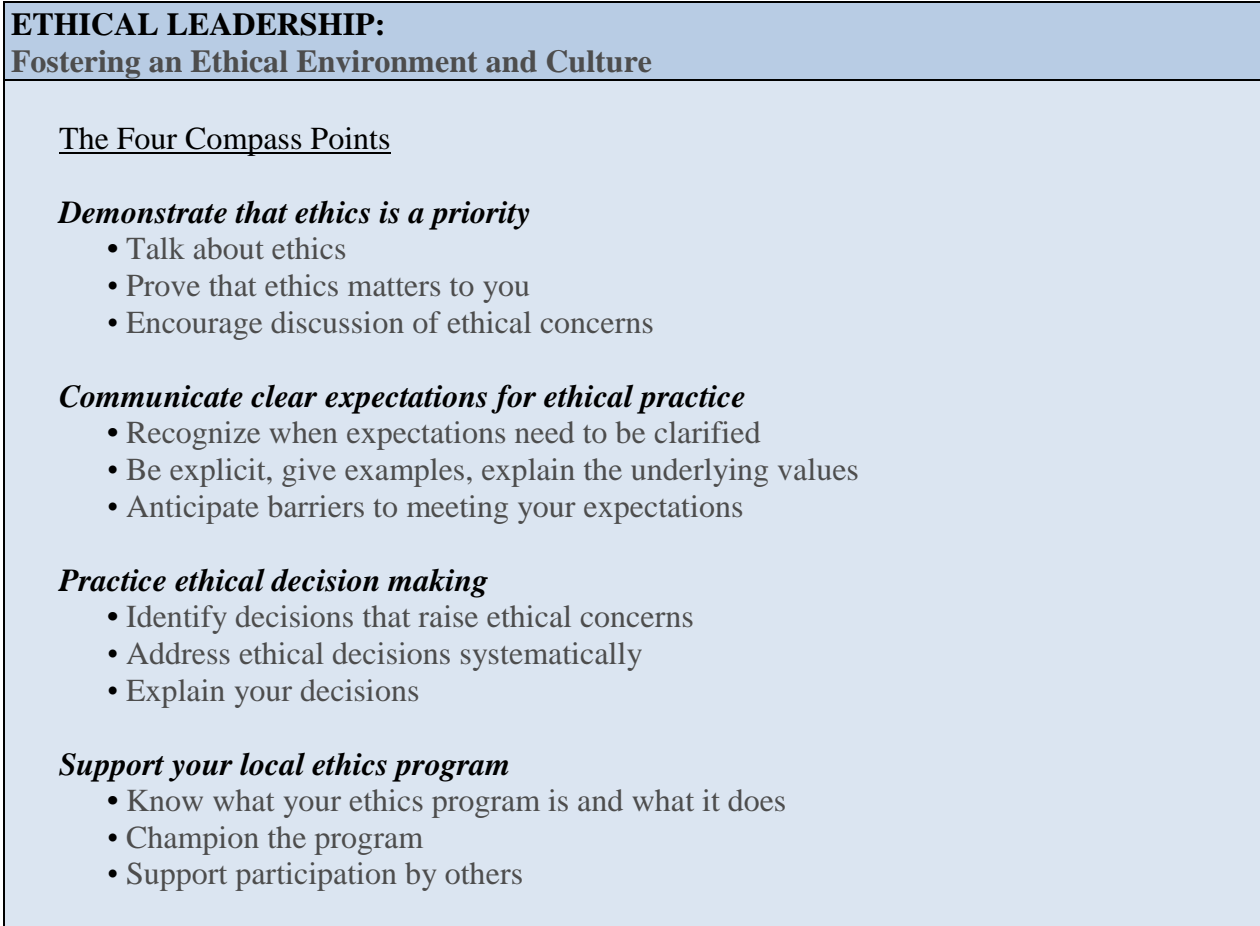 ETHICAL LEADERSHIP:
Fostering an Ethical Environment and Culture
The Four Compass Points
Demonstrate that ethics is a priority
• Talk about ethics
• Prove that ethics matters to you
• Encourage discussion of ethical concerns
Communicate clear expectations for ethical practice
• Recognize when expectations need to be clarified
• Be explicit, give examples, explain the underlying values
• Anticipate barriers to meeting your expectations
Practice ethical decision making
• Identify decisions that raise ethical concerns
• Address ethical decisions systematically
• Explain your decisions
Support your local ethics program
• Know what your ethics program is and what it does
• Champion the program
• Support participation by others